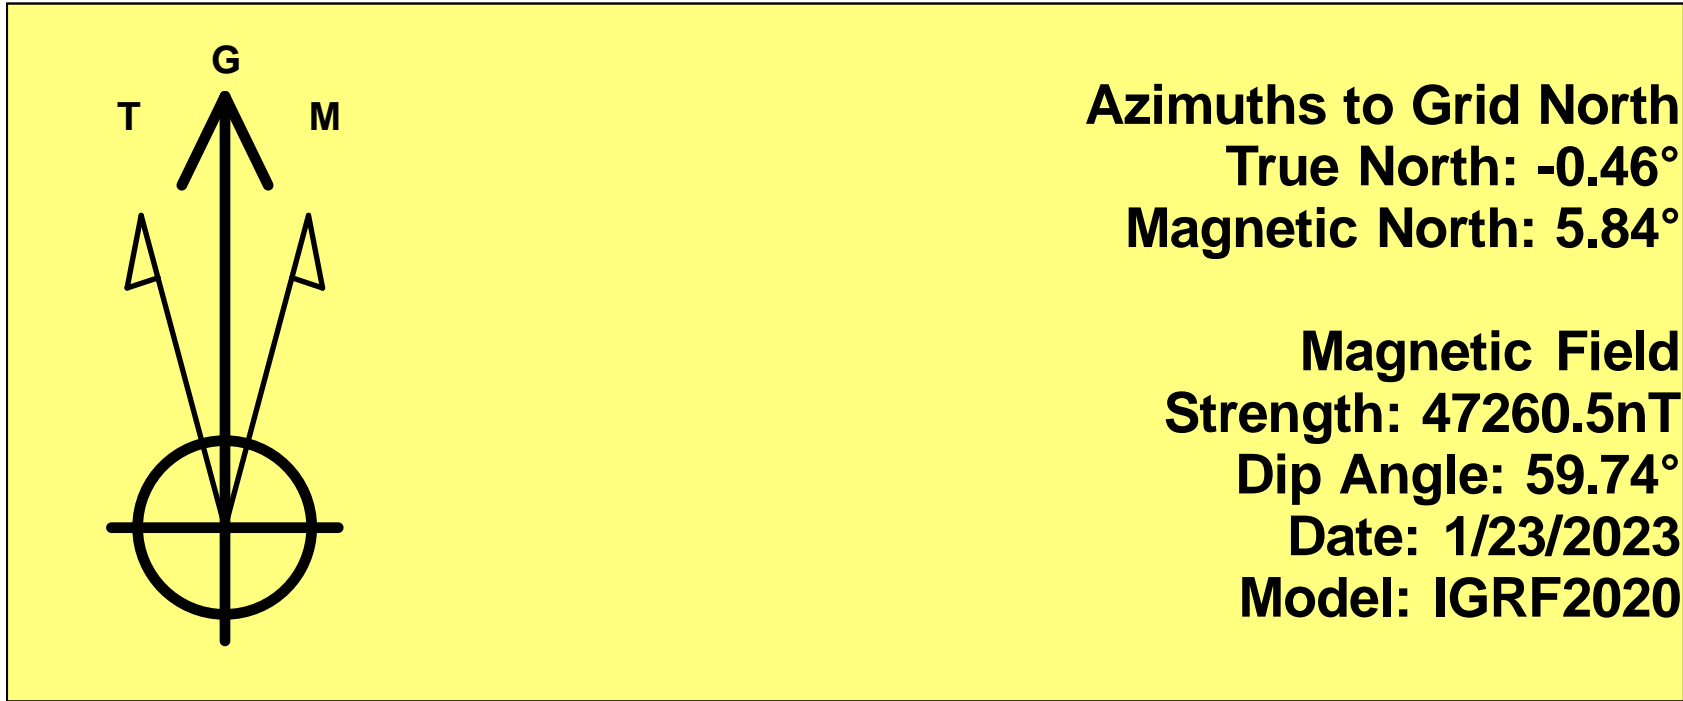 G
T
M
Azimuths to Grid North
True North: -0.46°
Magnetic North: 5.84°
Magnetic Field
Strength: 47260.5nT
Dip Angle: 59.74°
Date: 1/23/2023
Model: IGRF2020